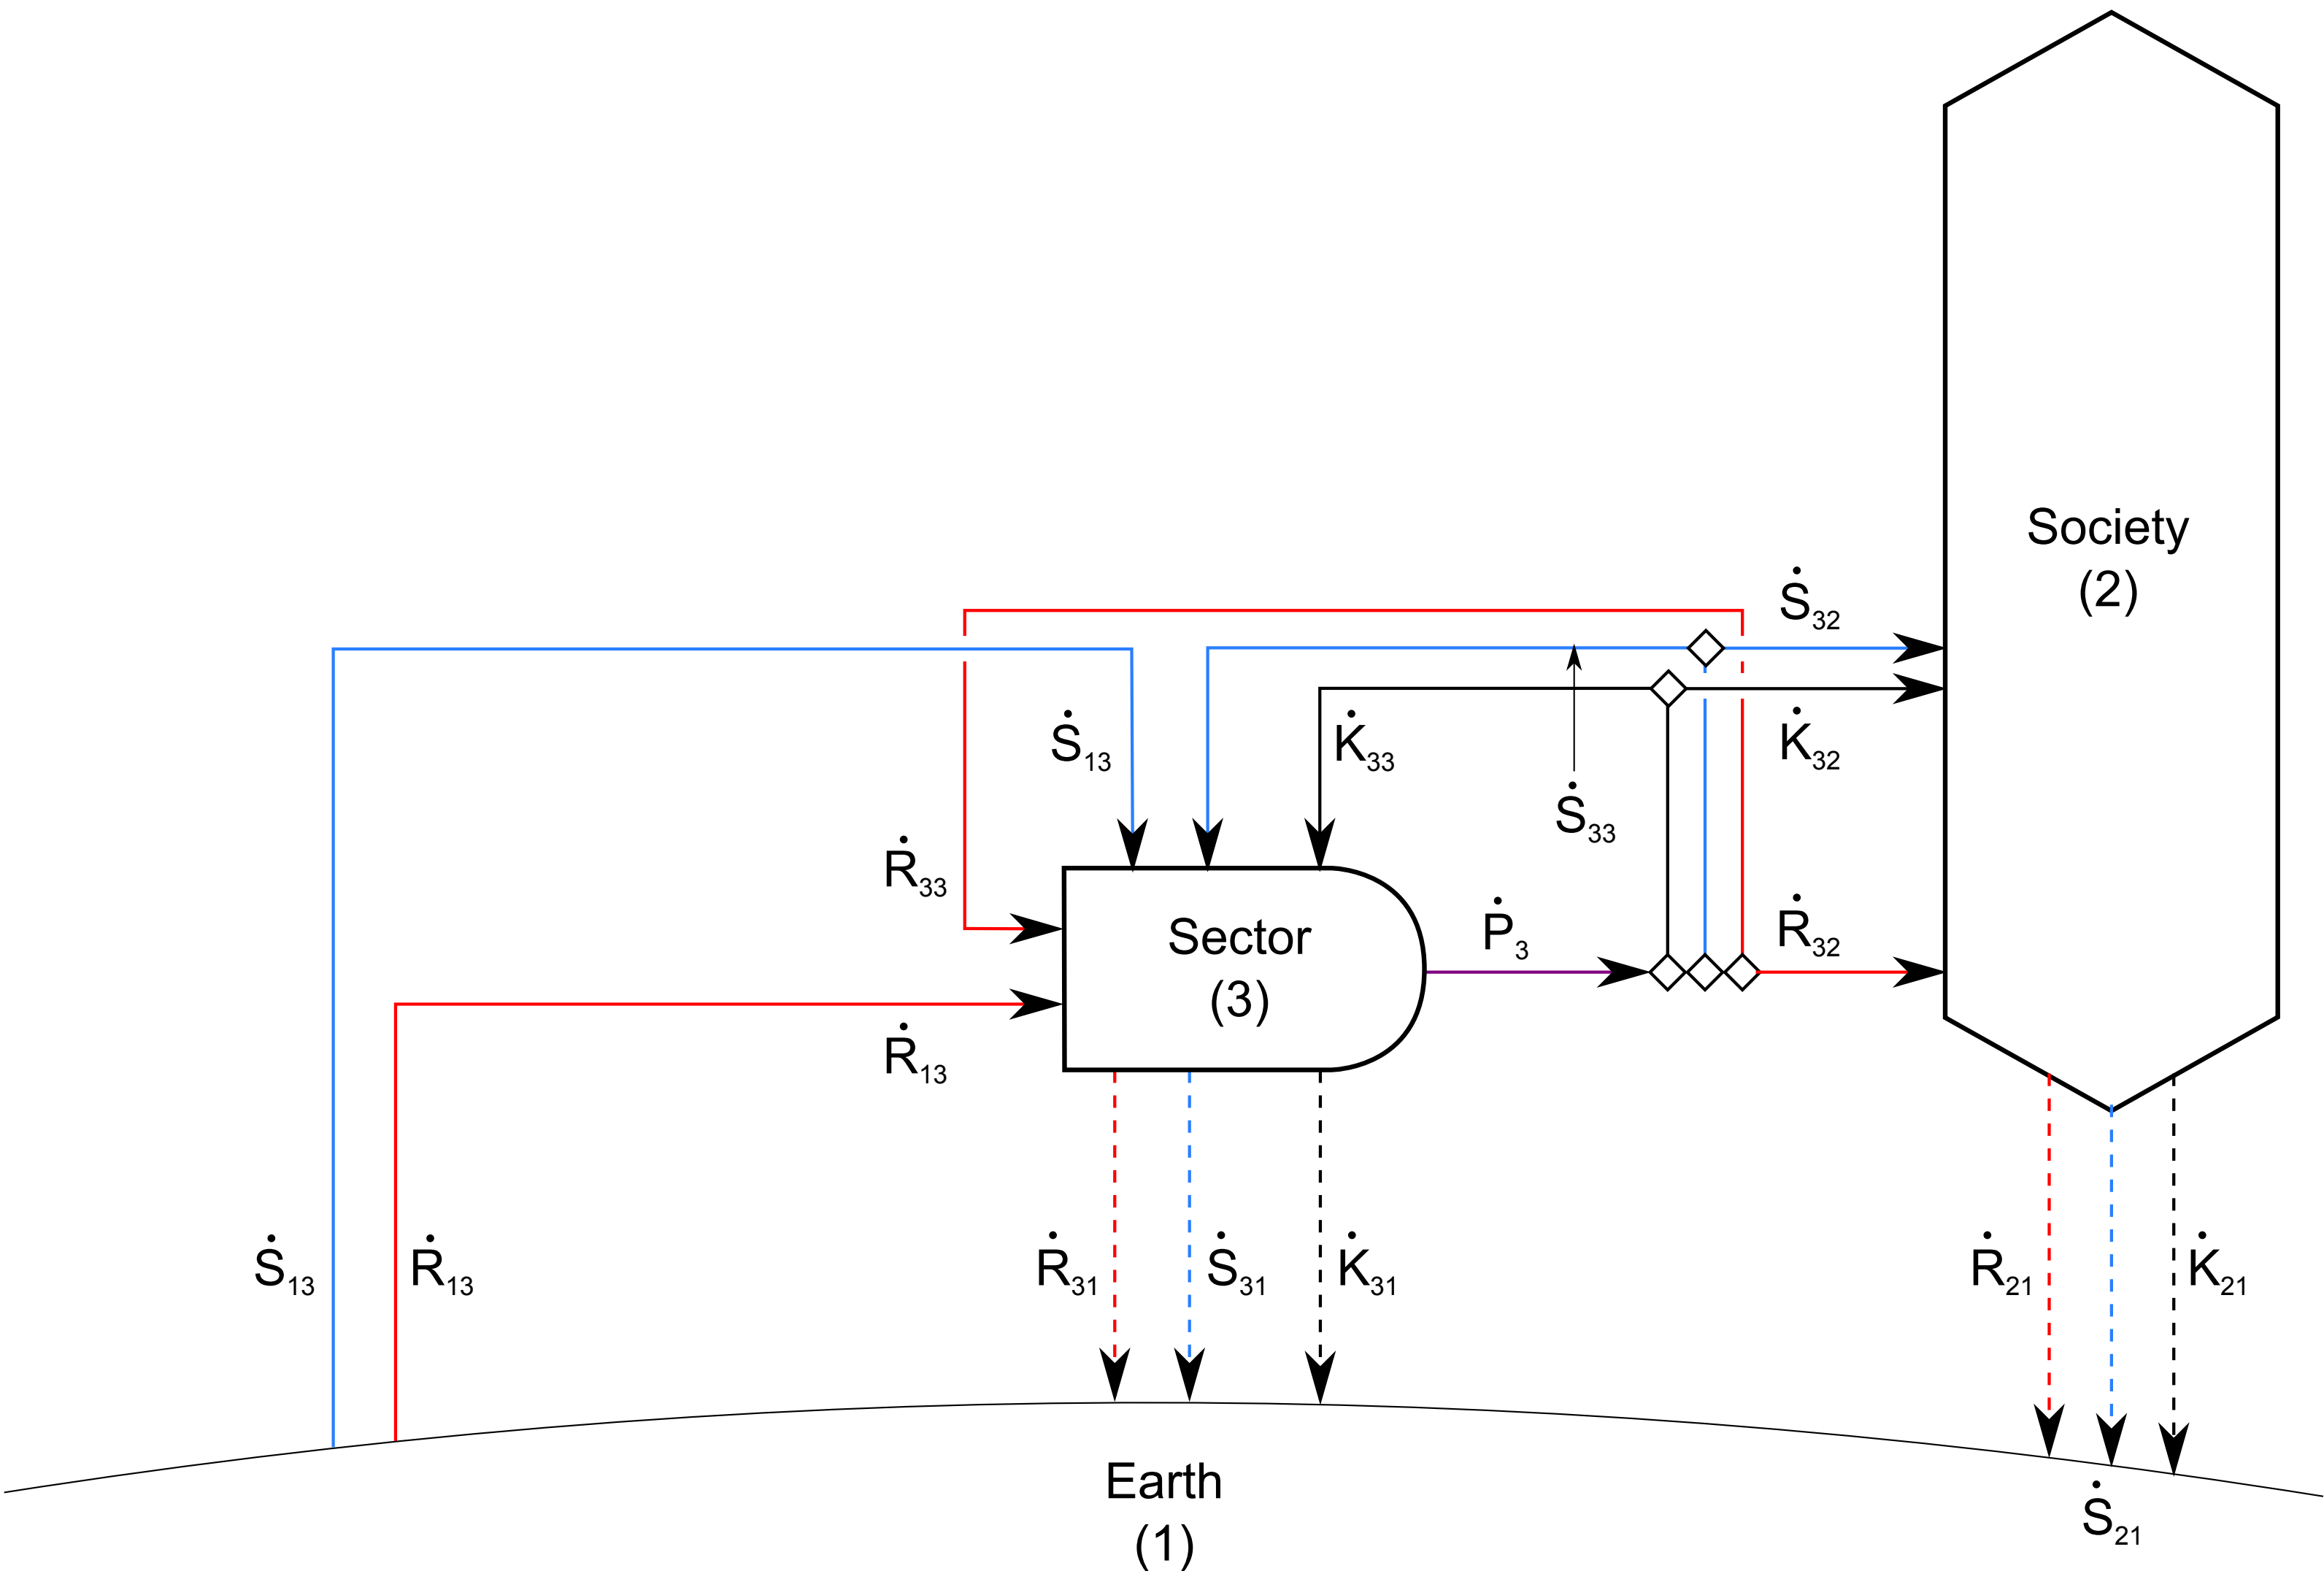 Society
(2)
Ṡ32
Ṡ13
K̇33
K̇32
Ṡ33
Ṙ33
Sector
(3)
Ṗ3
Ṙ32
Ṙ13
Ṡ13
Ṙ13
Ṙ31
Ṡ31
K̇31
Ṙ21
K̇21
Earth
(1)
Ṡ21